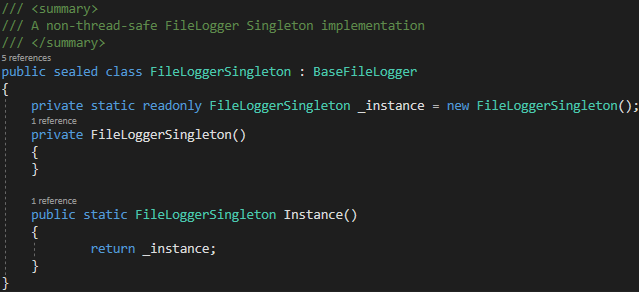 /// <summary>
/// A non-thread-safe FileLogger Singleton implementation
/// </summary>
5 references
public sealed class FileLoggerSingleton : BaseFileLogger
{
    private static readonly FileLoggerSingleton _instance = new FileLoggerSingleton();
    1 reference
    private FileLoggerSingleton()
    {
    }
    1 reference
    public static FileLoggerSingleton Instance()
    {
            return _instance;
    }
}